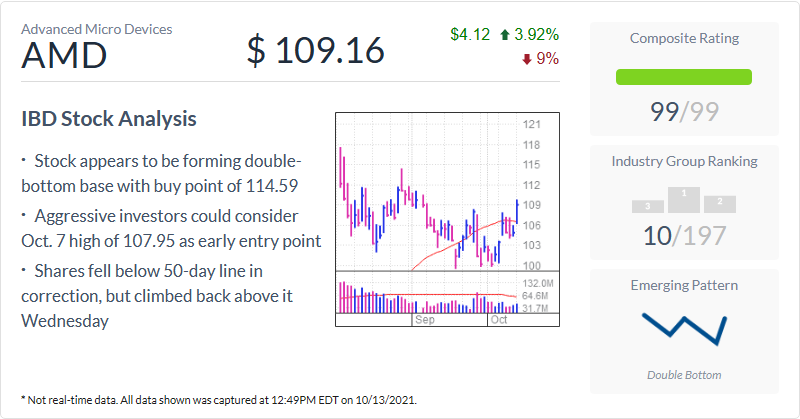 Advanced Micro Devices
AMD
$ 109.16
$4.12 3.92%
9%
IBD Stock Analysis
· Stock appears to be forming double-
bottom base with buy point of 114.59
· Aggressive investors could consider
Oct. 7 high of 107.95 as early entry point
· Shares fell below 50-day line in
correction, but climbed back above it
Wednesday
121
118
115
112
109
106
103
100
132.0M
64.6M
31.7M
Sep
Oct
Composite Rating
99/99
Industry Group Ranking
3
1
2
10/197
Emerging Pattern
Double Bottom
* Not real-time data. All data shown was captured at 12:49PM EDT on 10/13/2021.